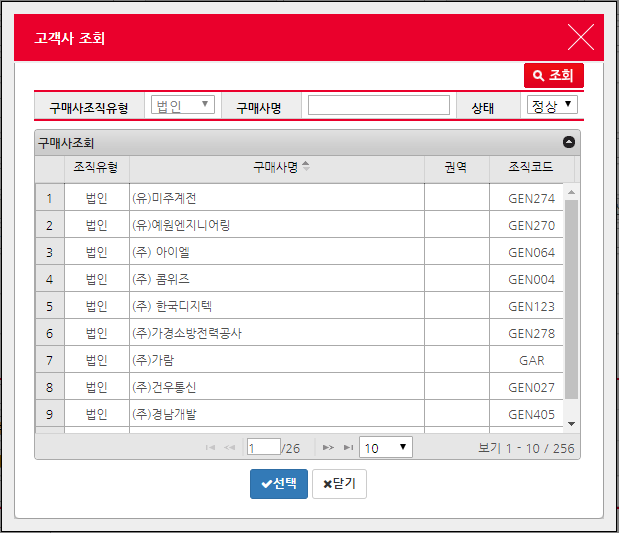 고객사 조회
조회
구매사조직유형 법인 구매사명 상태 정상
구매사조회
조직유형 구매사명 권역 조직코드
1 법인 (유)미주계전 GEN274
2 법인 (유)예원엔지니어링 GEN270
3 법인 (주) 아이엘 GEN064
4 법인 (주) 콤위즈 GEN004
5 법인 (주) 한국디지텍 GEN123
6 법인 (주)가경소방전력공사 GEN278
7 법인 (주)가람 GAR
8 법인 (주)건우통신 GEN027
9 법인 (주)경남개발 GEN405
1 /26 10 보기 1 - 10 / 256
선택 닫기